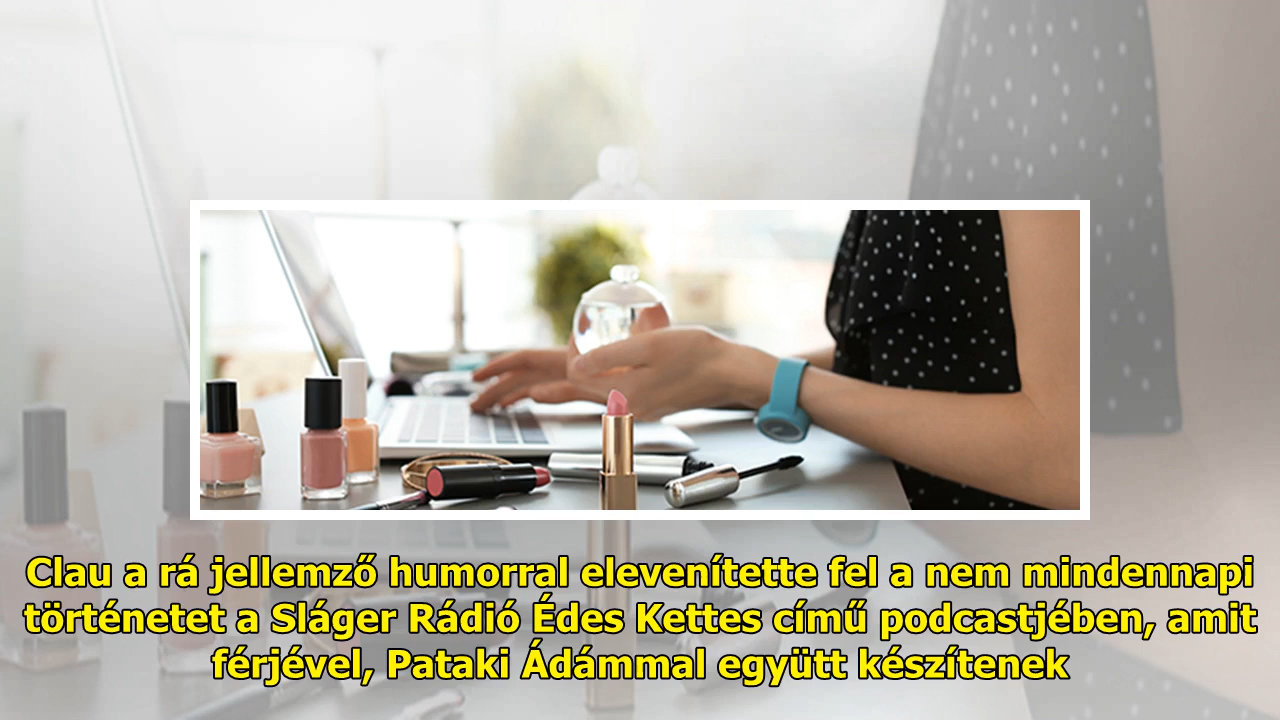 Clau a rá jellemző humorral elevenítette fel a nem mindennapi
történetet a Sláger Rádió Édes Kettes című podcastjében, amit
férjével, Pataki Ádámmal együtt készítenek